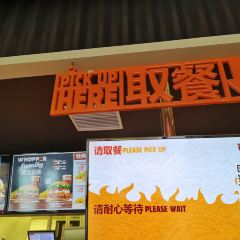 PICK UP
HERE
取餐
WHOPPER
Family
请取餐 PLEASE PICK UP
请耐心等待 PLEASE WAIT